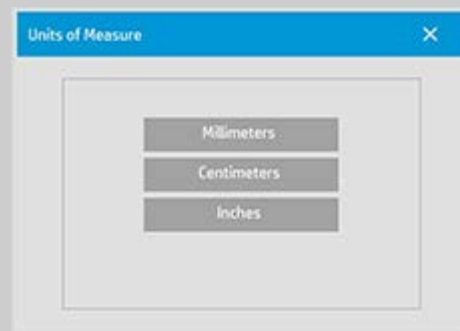 Units of Measure
Millimeters
Centimeters
Inches